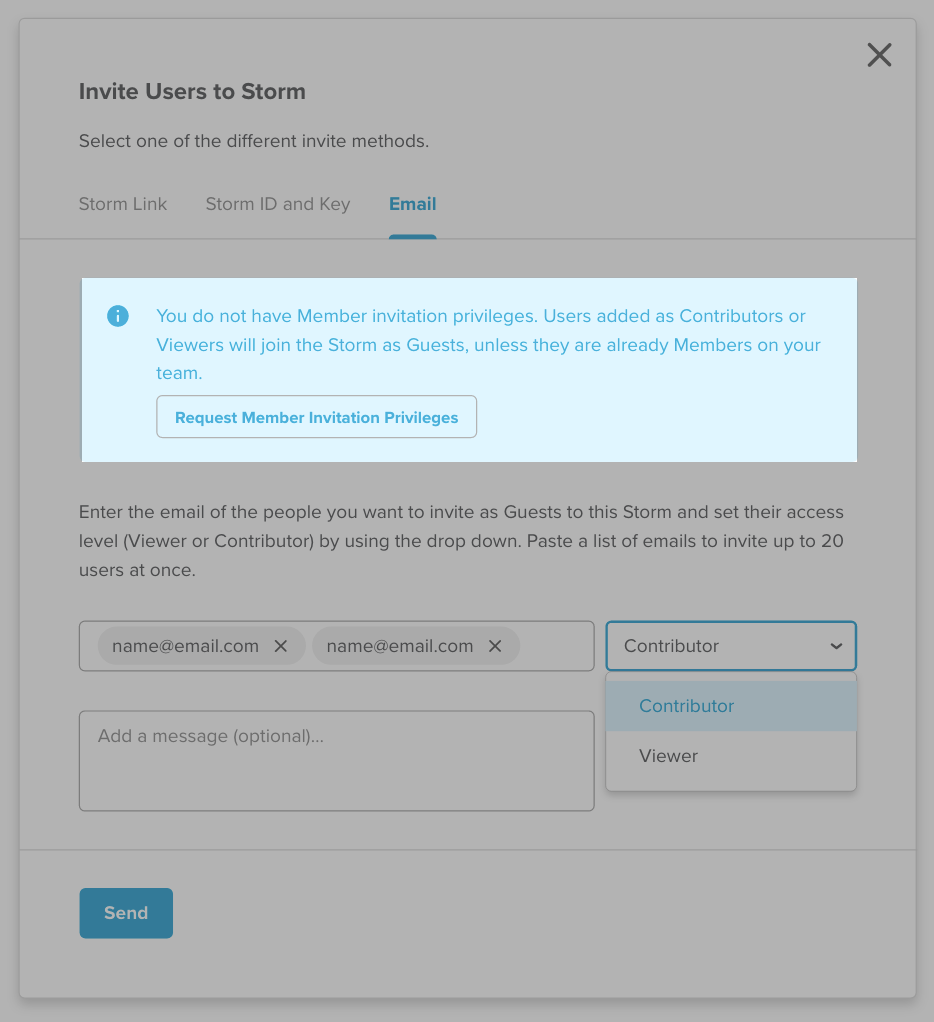 Invite Users to Storm
Select one of the different invite methods.
Storm Link Storm ID and Key Email
You do not have Member invitation privileges. Users added as Contributors or
Viewers will join the Storm as Guests, unless they are already Members on your
team.
Request Member Invitation Privileges
Enter the email of the people you want to invite as Guests to this Storm and set their access
level (Viewer or Contributor) by using the drop down. Paste a list of emails to invite up to 20
users at once.
name@email.com name@email.com Contributor
Contributor
Add a message (optional)...
Viewer
Send